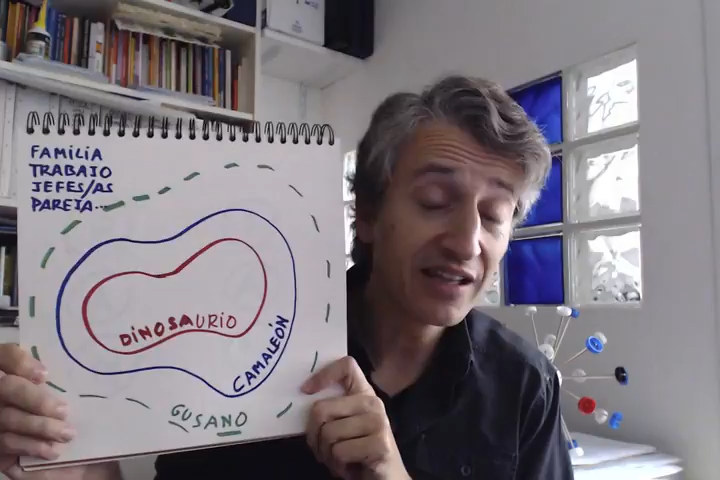 FAMILIA
TRABAJO
JEFES/AS
PAREJA...
DINOSAURIO
CAMALEÓN
GUSANO